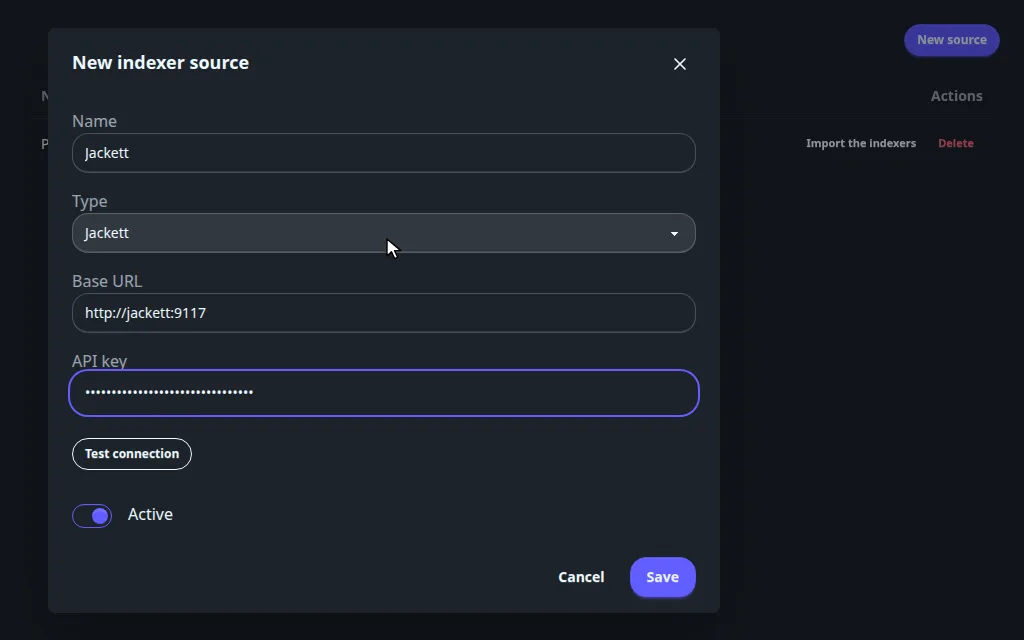 New indexer source
New source
Actions
Name
Jackett
Import the indexers
Delete
Type
Jackett
Base URL
http://jackett:9117
API key
••••••••••••••••••••••••••••••••
Test connection
Active
Cancel
Save